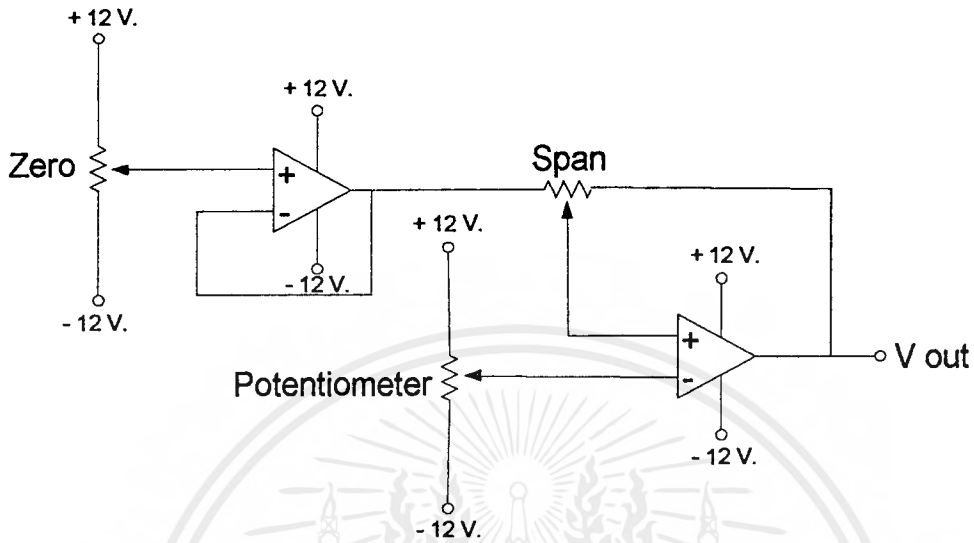 + 12 V.
+ 12 V.
Zero
+
-
Span
+ 12 V.
- 12 V.
- 12 V.
+ 12 V.
+
-
V out
Potentiometer
- 12 V.
- 12 V.